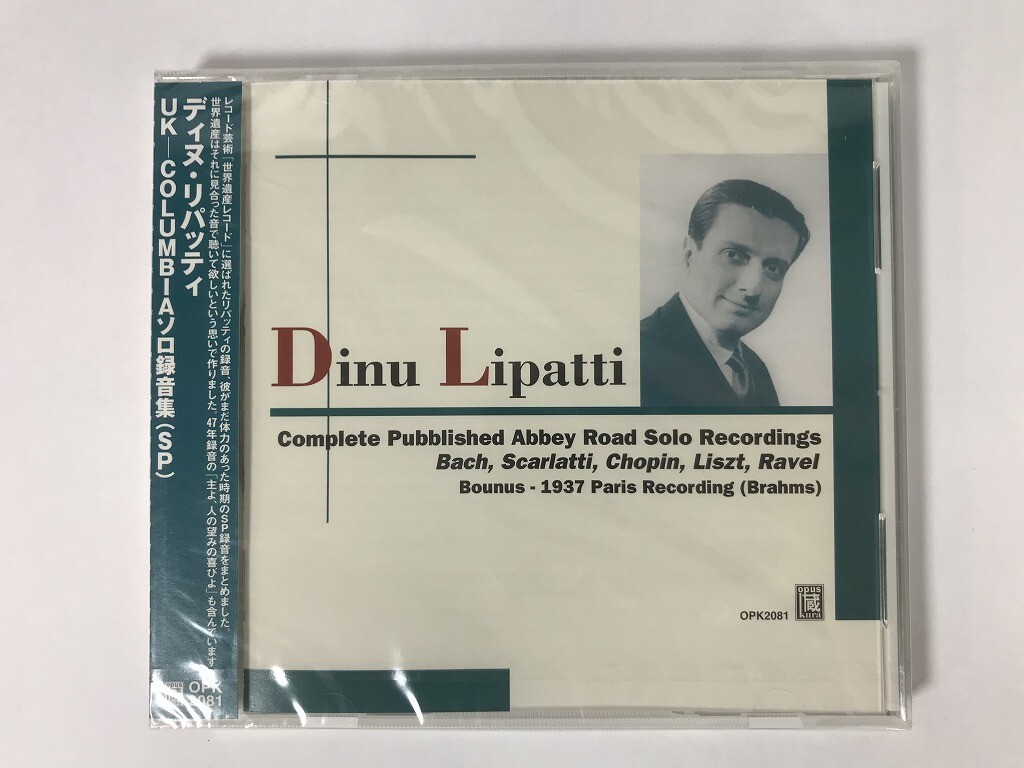 ディヌ・リパッティ
UK―COLUMBIAソロ録音集(SP)
レコード芸術「世界遺産レコード」に選ばれたリパッティの録音、彼がまだ体力のあった時期のSP録音をまとめました。
世界遺産はそれに見合った音で聴いて欲しいという思いで作りました。47年録音の「主よ、人の望みの喜びよ」も含んでいます
opus
OPK
2081
Dinu Lipatti
Complete Pubblished Abbey Road Solo Recordings
Bach, Scarlatti, Chopin, Liszt, Ravel
Bounus - 1937 Paris Recording (Brahms)
OPK2081
opus
蔵
kura